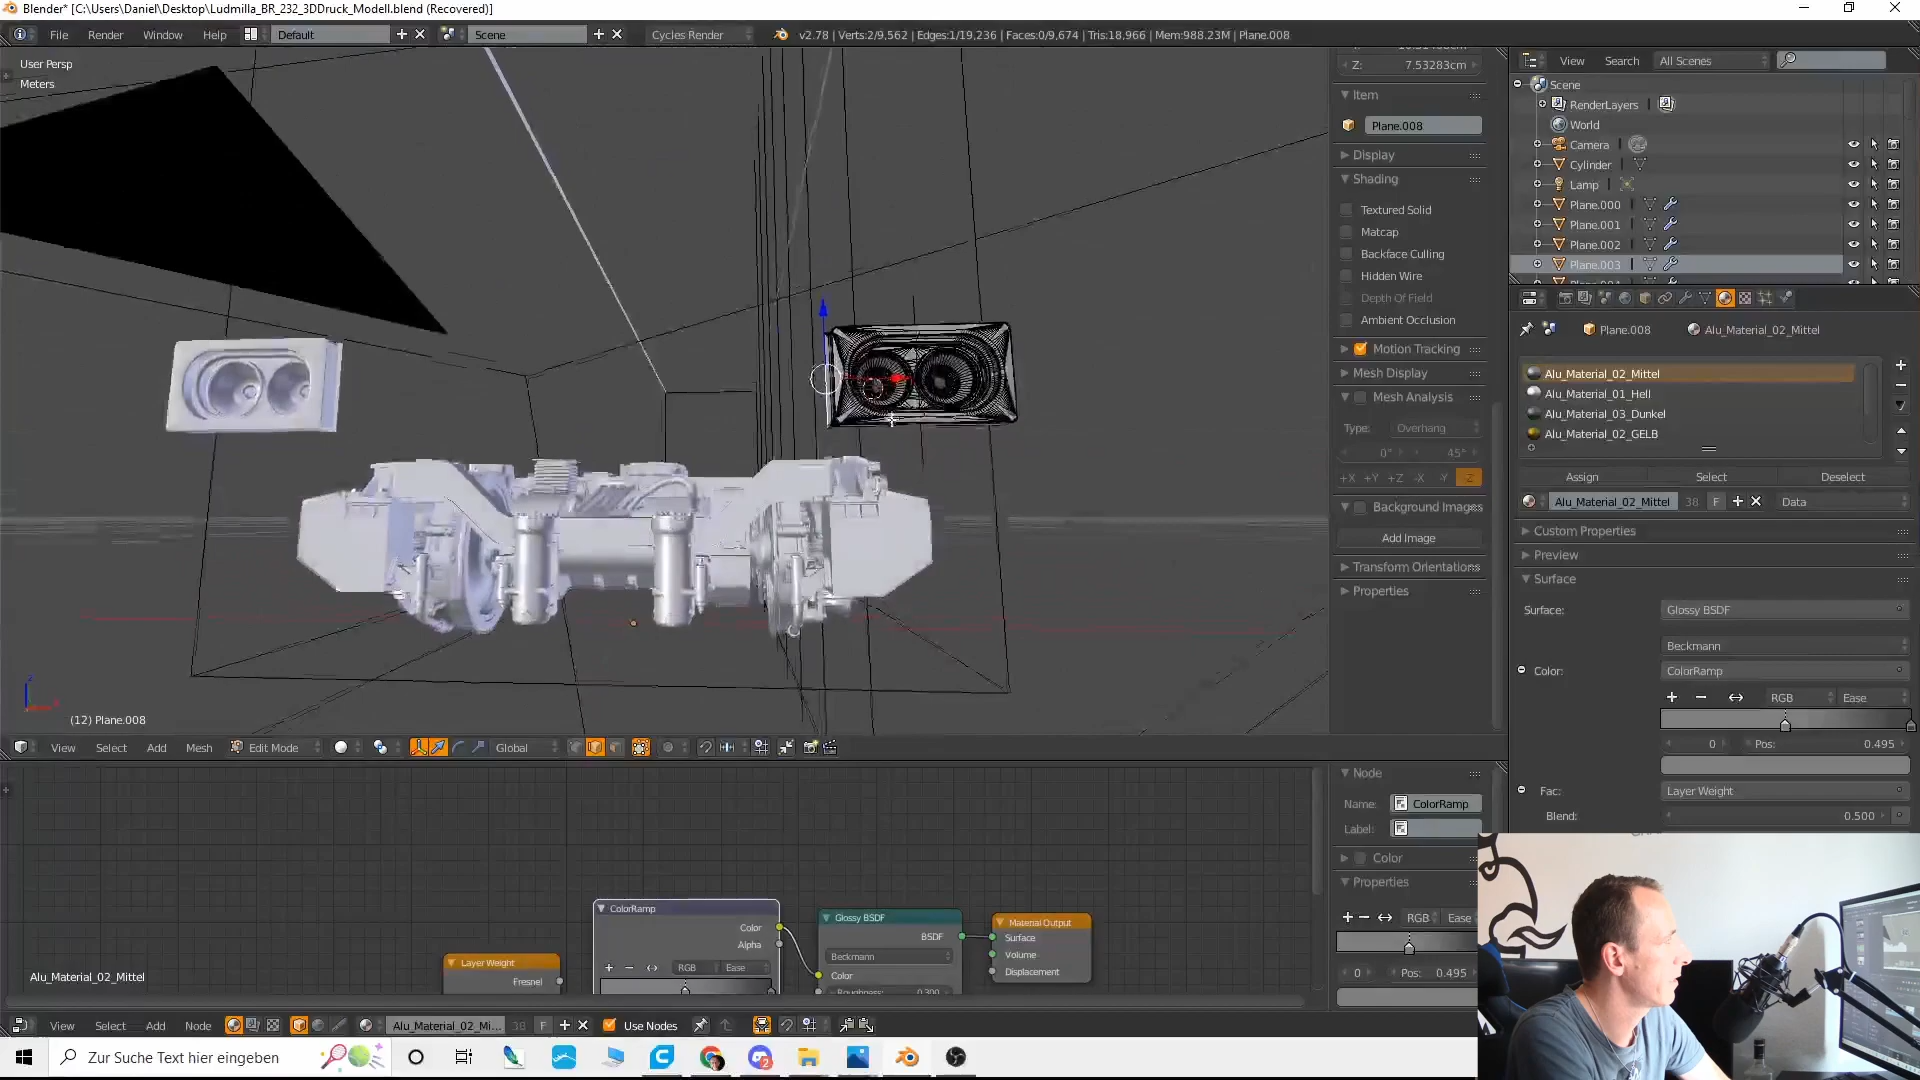 Blender* [C:\Users\Daniel\Desktop\Ludmilla_BR_232_3DDruck_Modell.blend (Recovered)]
File Render Window Help Default Scene Cycles Render v2.78 | Verts:2/9,562 | Edges:1/19,236 | Faces:0/9,674 | Tris:18,966 | Mem:988.23M | Plane.008
User Persp
Meters
(12) Plane.008
View Select Add Mesh Edit Mode Global
Z: 7.53283cm
Item
Plane.008
Display
Shading
Textured Solid
Matcap
Backface Culling
Hidden Wire
Depth Of Field
Ambient Occlusion
Motion Tracking
Mesh Display
Mesh Analysis
Type: Overhang
0° 45°
+X +Y +Z -X -Y -Z
Background Images
Add Image
Transform Orientations
Properties
View Search All Scenes
Scene
RenderLayers
World
Camera
Cylinder
Lamp
Plane.000
Plane.001
Plane.002
Plane.003
Plane.008 Alu_Material_02_Mittel
Alu_Material_02_Mittel
Alu_Material_01_Hell
Alu_Material_03_Dunkel
Alu_Material_02_GELB
Assign Select Deselect
Alu_Material_02_Mittel 38 F Data
Custom Properties
Preview
Surface
Surface: Glossy BSDF
Beckmann
Color: ColorRamp
RGB Ease
0 Pos: 0.495
Fac: Layer Weight
Blend: 0.500
Node
Name: ColorRamp
Label:
Color
Properties
RGB Ease
0 Pos: 0.495
ColorRamp
Color
Alpha
RGB Ease
Layer Weight
Fresnel
Glossy BSDF
BSDF
Beckmann
Color
Roughness: 0.309
Material Output
Surface
Volume
Displacement
Alu_Material_02_Mittel
View Select Add Node Alu_Material_02_Mi... 38 F Use Nodes
Zur Suche Text hier eingeben
2